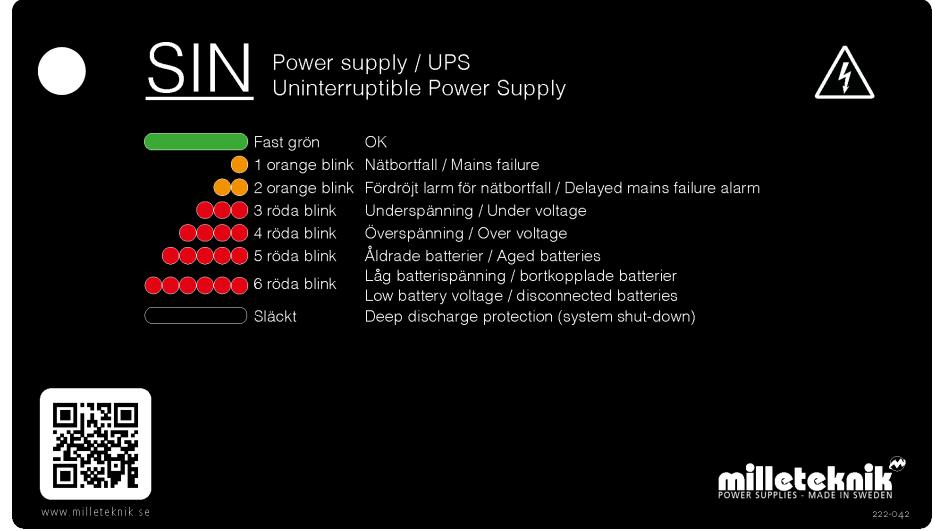 SIN
Power supply / UPS
Uninterruptible Power Supply
Fast grön OK
1 orange blink Nätbortfall / Mains failure
2 orange blink Fördröjt larm för nätbortfall / Delayed mains failure alarm
3 röda blink Underspänning / Under voltage
4 röda blink Överspänning / Over voltage
5 röda blink Åldrade batterier / Aged batteries
6 röda blink Låg batterispänning / bortkopplade batterier
Low battery voltage / disconnected batteries
Släckt Deep discharge protection (system shut-down)
milleteknik
POWER SUPPLIES - MADE IN SWEDEN
www.milleteknik.se
222-042